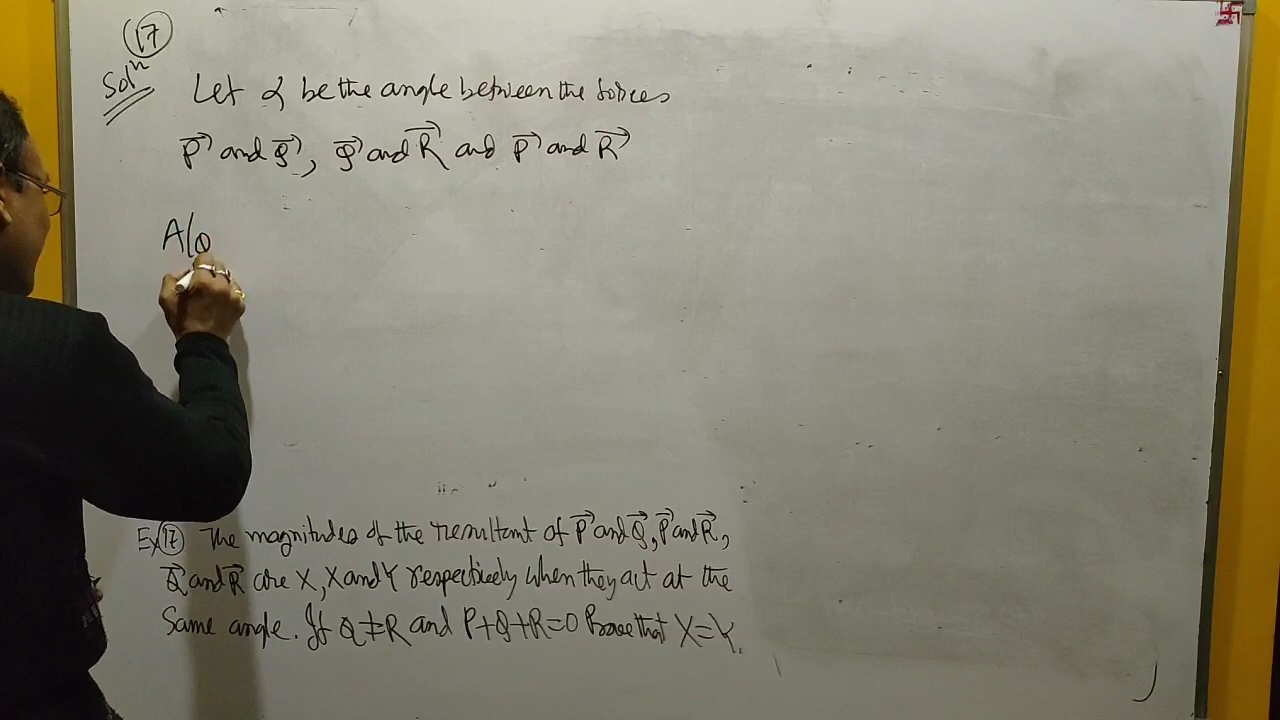 17
Solⁿ Let α be the angle between the forces
P⃗ and Q⃗, Q⃗ and R⃗ and P⃗ and R⃗
Alo
Ex 17 The magnitudes of the resultant of P⃗ and Q⃗, P⃗ and R⃗,
Q⃗ and R⃗ are X, X and Y respectively when they act at the
same angle. If Q ≠ R and P+Q+R=0 Prove that X=Y.